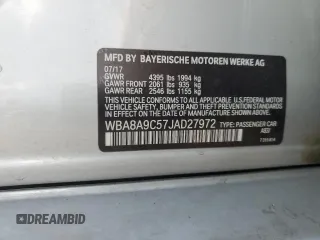 MFD BY BAYERISCHE MOTOREN WERKE AG
07/17
GVWR 4395 lbs 1994 kg
GAWR FRONT 2061 lbs 935 kg
GAWR REAR 2546 lbs 1155 kg
THIS VEHICLE CONFORMS TO ALL APPLICABLE U.S. FEDERAL
MOTOR VEHICLE SAFETY, BUMPER, AND THEFT
PREVENTION STANDARDS IN EFFECT ON THE DATE OF
MANUFACTURE SHOWN ABOVE.
WBA8A9C57JAD27972 TYPE: PASSENGER CAR
DREAMBID